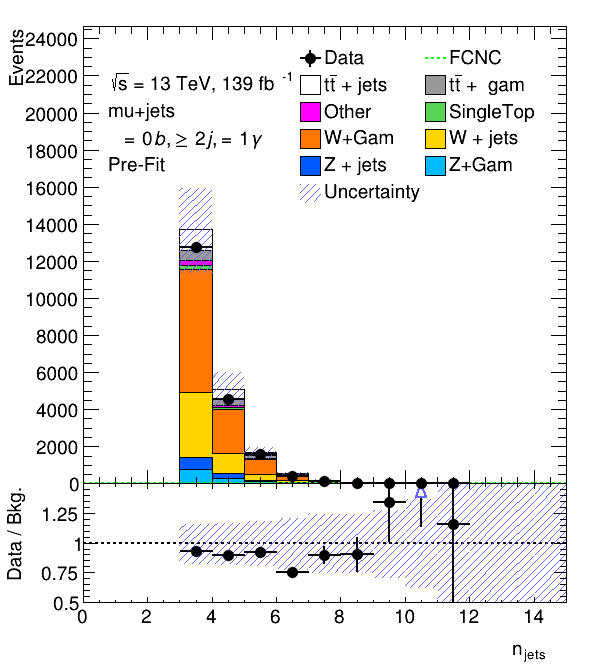 Events
24000
22000
20000
18000
16000
14000
12000
10000
8000
6000
4000
2000
0
√s = 13 TeV, 139 fb⁻¹
mu+jets
= 0b, ≥ 2j, = 1γ
Pre-Fit
Data
FCNC
tt̄ + jets
tt̄ + gam
Other
SingleTop
W+Gam
W + jets
Z + jets
Z+Gam
Uncertainty
Data / Bkg.
1.25
1
0.75
0.5
0 2 4 6 8 10 12 14
n_jets